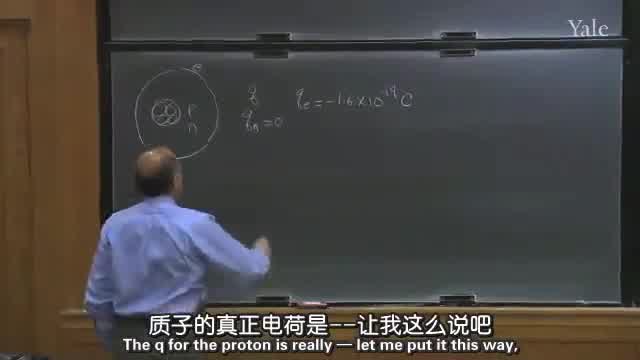 Yale
e
P
n
q q_e = -1.6 × 10^-19 C
q_n = 0
质子的真正电荷是--让我这么说吧
The q for the proton is really — let me put it this way,